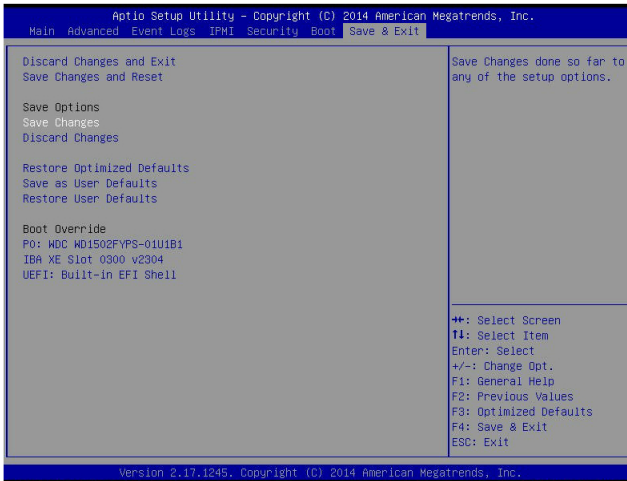 Aptio Setup Utility – Copyright (C) 2014 American Megatrends, Inc.
Main Advanced Event Logs IPMI Security Boot Save & Exit
Discard Changes and Exit
Save Changes and Reset
Save Options
Save Changes
Discard Changes
Restore Optimized Defaults
Save as User Defaults
Restore User Defaults
Boot Override
P0: WDC WD1502FYPS-01U1B1
IBA XE Slot 0300 v2304
UEFI: Built-in EFI Shell
Save Changes done so far to
any of the setup options.
→←: Select Screen
↑↓: Select Item
Enter: Select
+/-: Change Opt.
F1: General Help
F2: Previous Values
F3: Optimized Defaults
F4: Save & Exit
ESC: Exit
Version 2.17.1245. Copyright (C) 2014 American Megatrends, Inc.